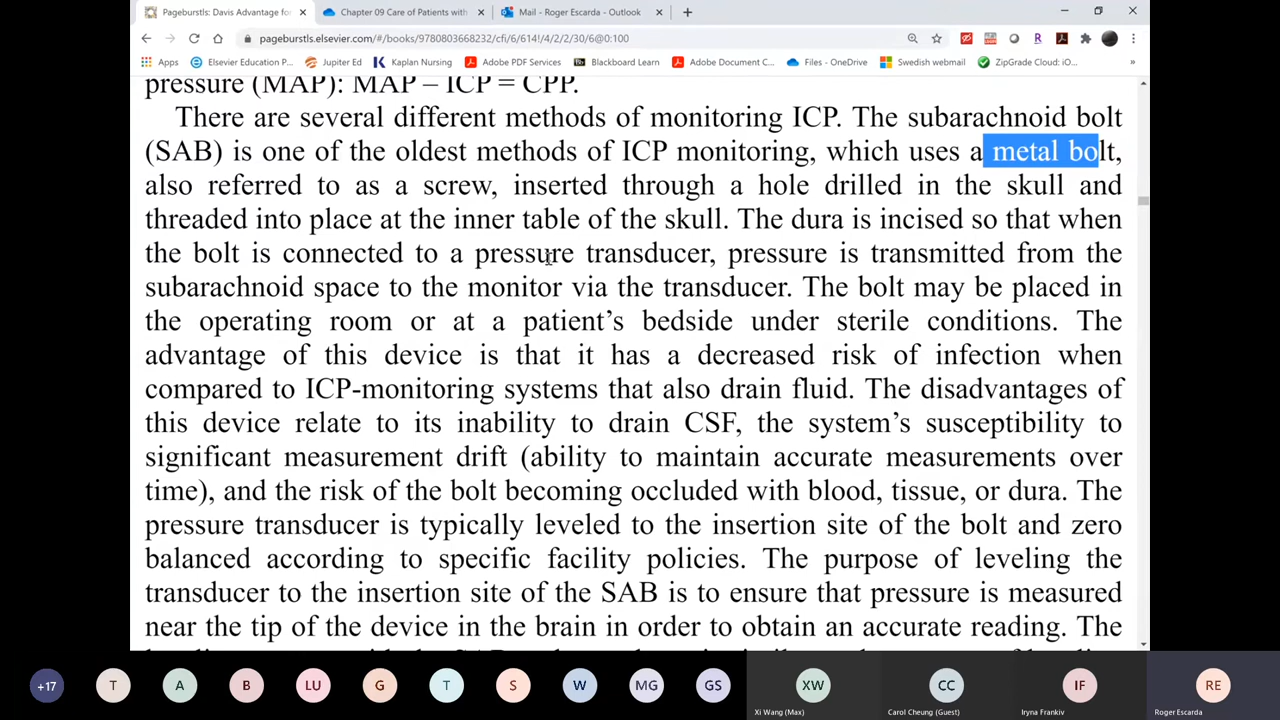 Pageburstls: Davis Advantage for
Chapter 09 Care of Patients with
Mail - Roger Escarda - Outlook
pageburstls.elsevier.com/#/books/9780803668232/cfi/6/614!/4/2/2/30/6@0:100
Apps
Elsevier Education P...
Jupiter Ed
Kaplan Nursing
Adobe PDF Services
Blackboard Learn
Adobe Document C...
Files - OneDrive
Swedish webmail
ZipGrade Cloud: iO...
»
pressure (MAP): MAP – ICP = CPP.
There are several different methods of monitoring ICP. The subarachnoid bolt
(SAB) is one of the oldest methods of ICP monitoring, which uses a metal bolt,
also referred to as a screw, inserted through a hole drilled in the skull and
threaded into place at the inner table of the skull. The dura is incised so that when
the bolt is connected to a pressure transducer, pressure is transmitted from the
subarachnoid space to the monitor via the transducer. The bolt may be placed in
the operating room or at a patient’s bedside under sterile conditions. The
advantage of this device is that it has a decreased risk of infection when
compared to ICP-monitoring systems that also drain fluid. The disadvantages of
this device relate to its inability to drain CSF, the system’s susceptibility to
significant measurement drift (ability to maintain accurate measurements over
time), and the risk of the bolt becoming occluded with blood, tissue, or dura. The
pressure transducer is typically leveled to the insertion site of the bolt and zero
balanced according to specific facility policies. The purpose of leveling the
transducer to the insertion site of the SAB is to ensure that pressure is measured
near the tip of the device in the brain in order to obtain an accurate reading. The
+17
T
A
B
LU
G
T
S
W
MG
GS
XW
CC
IF
RE
Xi Wang (Max)
Carol Cheung (Guest)
Iryna Frankiv
Roger Escarda